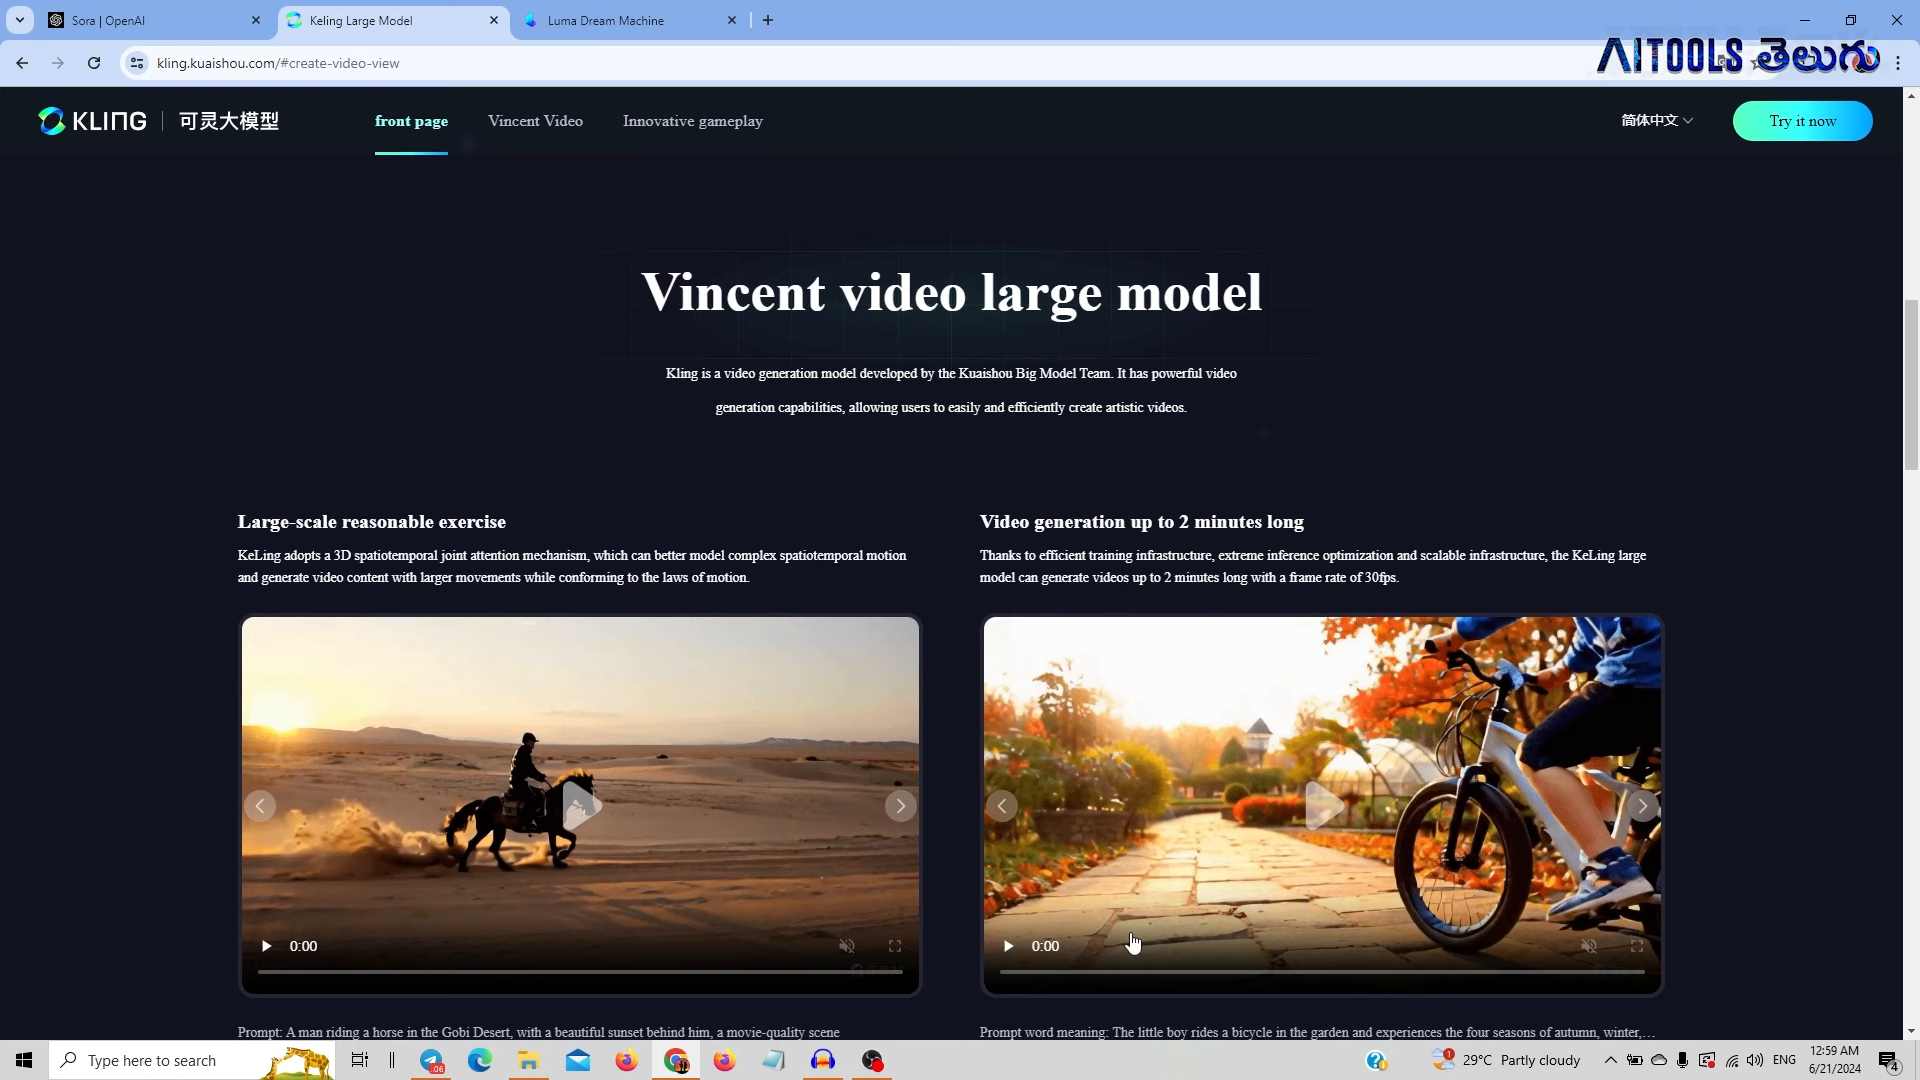 Sora | OpenAI
Keling Large Model
Luma Dream Machine
kling.kuaishou.com/#create-video-view
AITOOLS తెలుగు
KLING
可灵大模型
front page
Vincent Video
Innovative gameplay
简体中文
Try it now
Vincent video large model
Kling is a video generation model developed by the Kuaishou Big Model Team. It has powerful video
generation capabilities, allowing users to easily and efficiently create artistic videos.
Large-scale reasonable exercise
KeLing adopts a 3D spatiotemporal joint attention mechanism, which can better model complex spatiotemporal motion
and generate video content with larger movements while conforming to the laws of motion.
Video generation up to 2 minutes long
Thanks to efficient training infrastructure, extreme inference optimization and scalable infrastructure, the KeLing large
model can generate videos up to 2 minutes long with a frame rate of 30fps.
0:00
0:00
Prompt: A man riding a horse in the Gobi Desert, with a beautiful sunset behind him, a movie-quality scene
Prompt word meaning: The little boy rides a bicycle in the garden and experiences the four seasons of autumn, winter,...
Type here to search
.06
1
29°C Partly cloudy
ENG
12:59 AM
6/21/2024
4